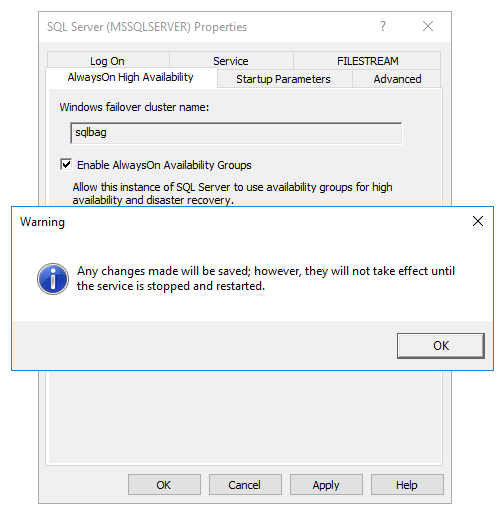 SQL Server (MSSQLSERVER) Properties
?
Log On
Service
FILESTREAM
AlwaysOn High Availability
Startup Parameters
Advanced
Windows failover cluster name:
sqlbag
Enable AlwaysOn Availability Groups
Allow this instance of SQL Server to use availability groups for high
availability and disaster recovery.
Warning
Any changes made will be saved; however, they will not take effect until
the service is stopped and restarted.
OK
OK
Cancel
Apply
Help